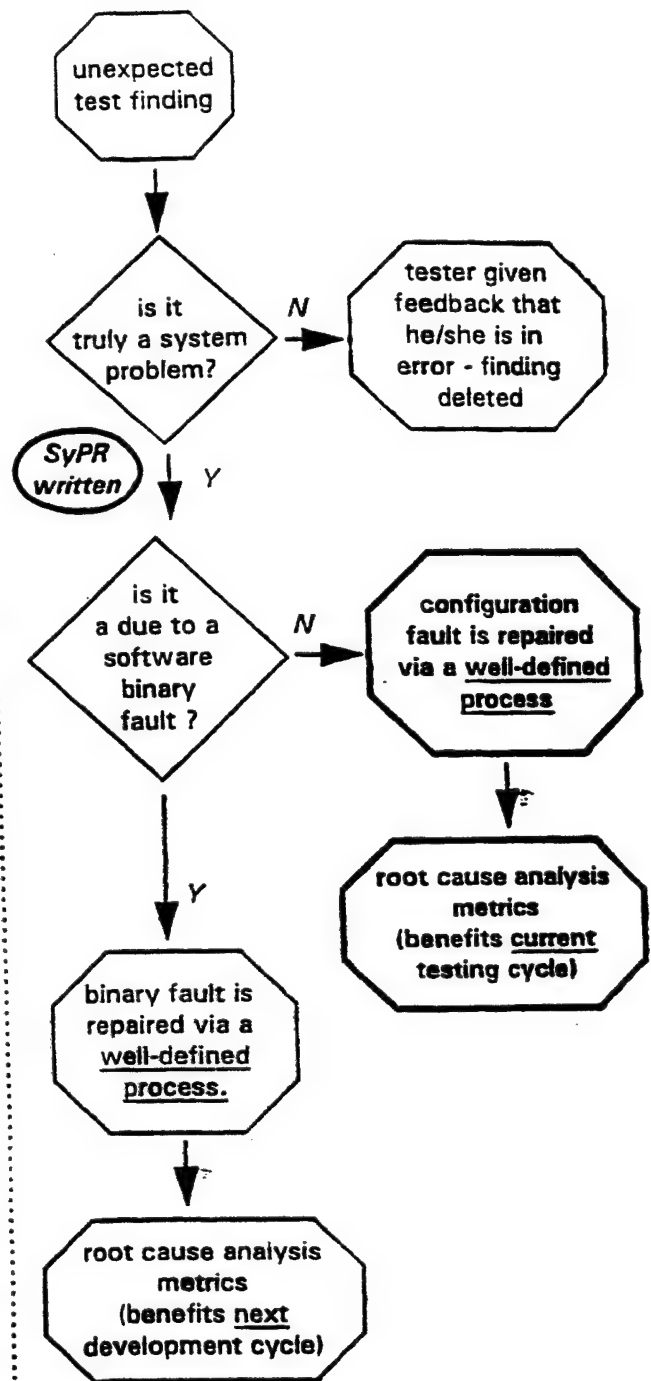 unexpected
test finding
is it
truly a system
problem?
N
tester given
feedback that
he/she is in
error - finding
deleted
SyPR
written
Y
is it
a due to a
software
binary
fault ?
N
configuration
fault is repaired
via a well-defined
process
root cause analysis
metrics
(benefits current
testing cycle)
Y
binary fault is
repaired via a
well-defined
process.
root cause analysis
metrics
(benefits next
development cycle)